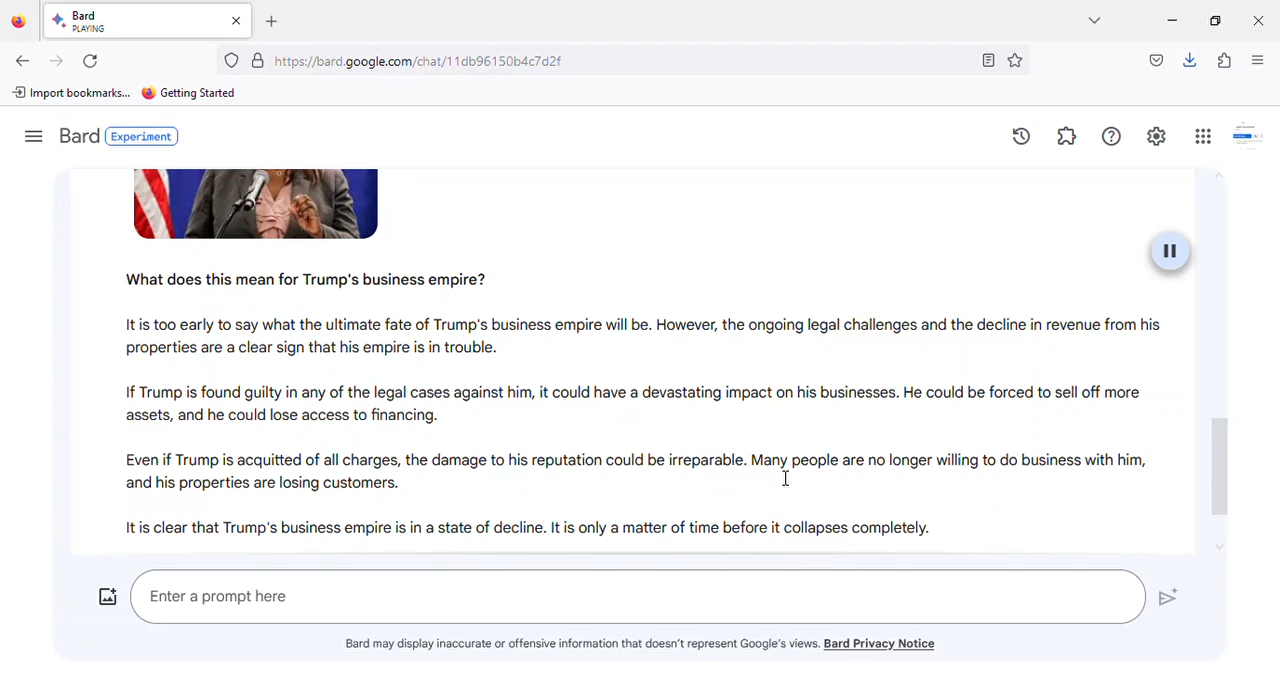 Bard
PLAYING
https://bard.google.com/chat/11db96150b4c7d2f
Import bookmarks...
Getting Started
Bard Experiment
What does this mean for Trump's business empire?
It is too early to say what the ultimate fate of Trump's business empire will be. However, the ongoing legal challenges and the decline in revenue from his
properties are a clear sign that his empire is in trouble.
If Trump is found guilty in any of the legal cases against him, it could have a devastating impact on his businesses. He could be forced to sell off more
assets, and he could lose access to financing.
Even if Trump is acquitted of all charges, the damage to his reputation could be irreparable. Many people are no longer willing to do business with him,
and his properties are losing customers.
It is clear that Trump's business empire is in a state of decline. It is only a matter of time before it collapses completely.
Enter a prompt here
Bard may display inaccurate or offensive information that doesn't represent Google's views. Bard Privacy Notice